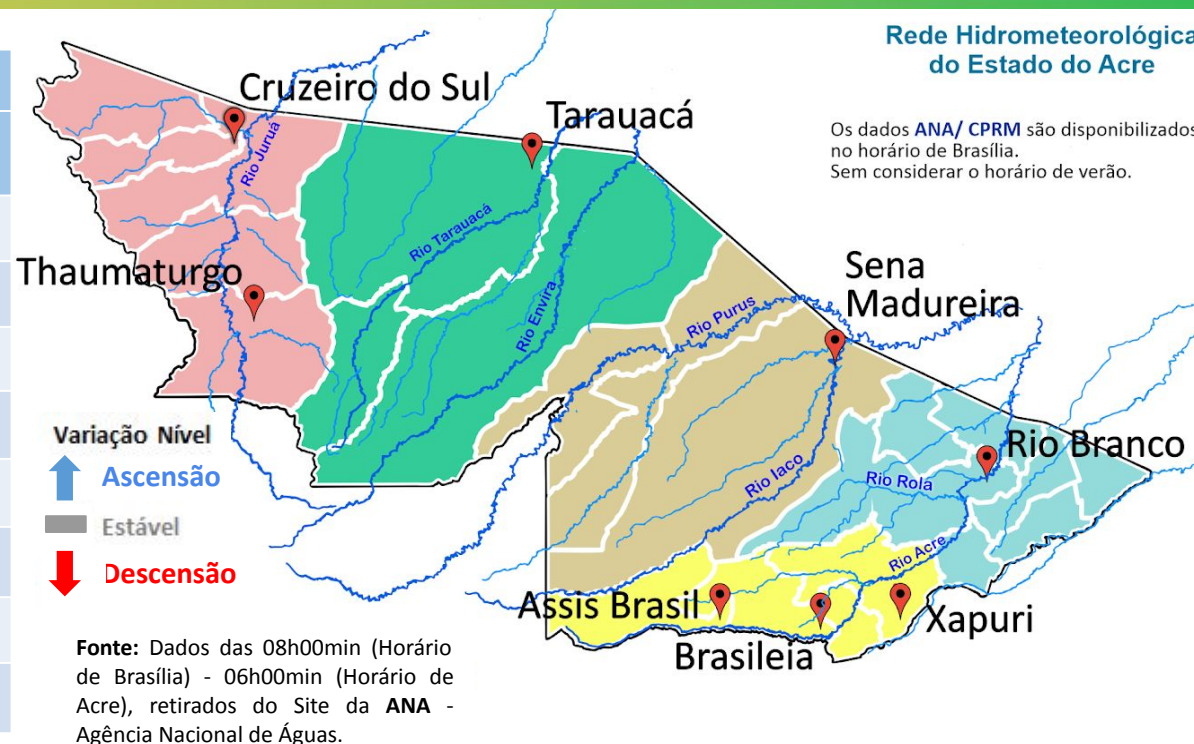 Rede Hidrometeorológica
do Estado do Acre
Os dados ANA/ CPRM são disponibilizados
no horário de Brasília.
Sem considerar o horário de verão.
Cruzeiro do Sul
Tarauacá
Rio Juruá
Rio Tarauacá
Thaumaturgo
Rio Envira
Sena
Madureira
Rio Purus
Rio Branco
Rio Iaco
Rio Rola
Rio Acre
Assis Brasil
Xapuri
Brasileia
Variação Nível
Ascensão
Estável
Descensão
Fonte: Dados das 08h00min (Horário
de Brasília) - 06h00min (Horário de
Acre), retirados do Site da ANA -
Agência Nacional de Águas.